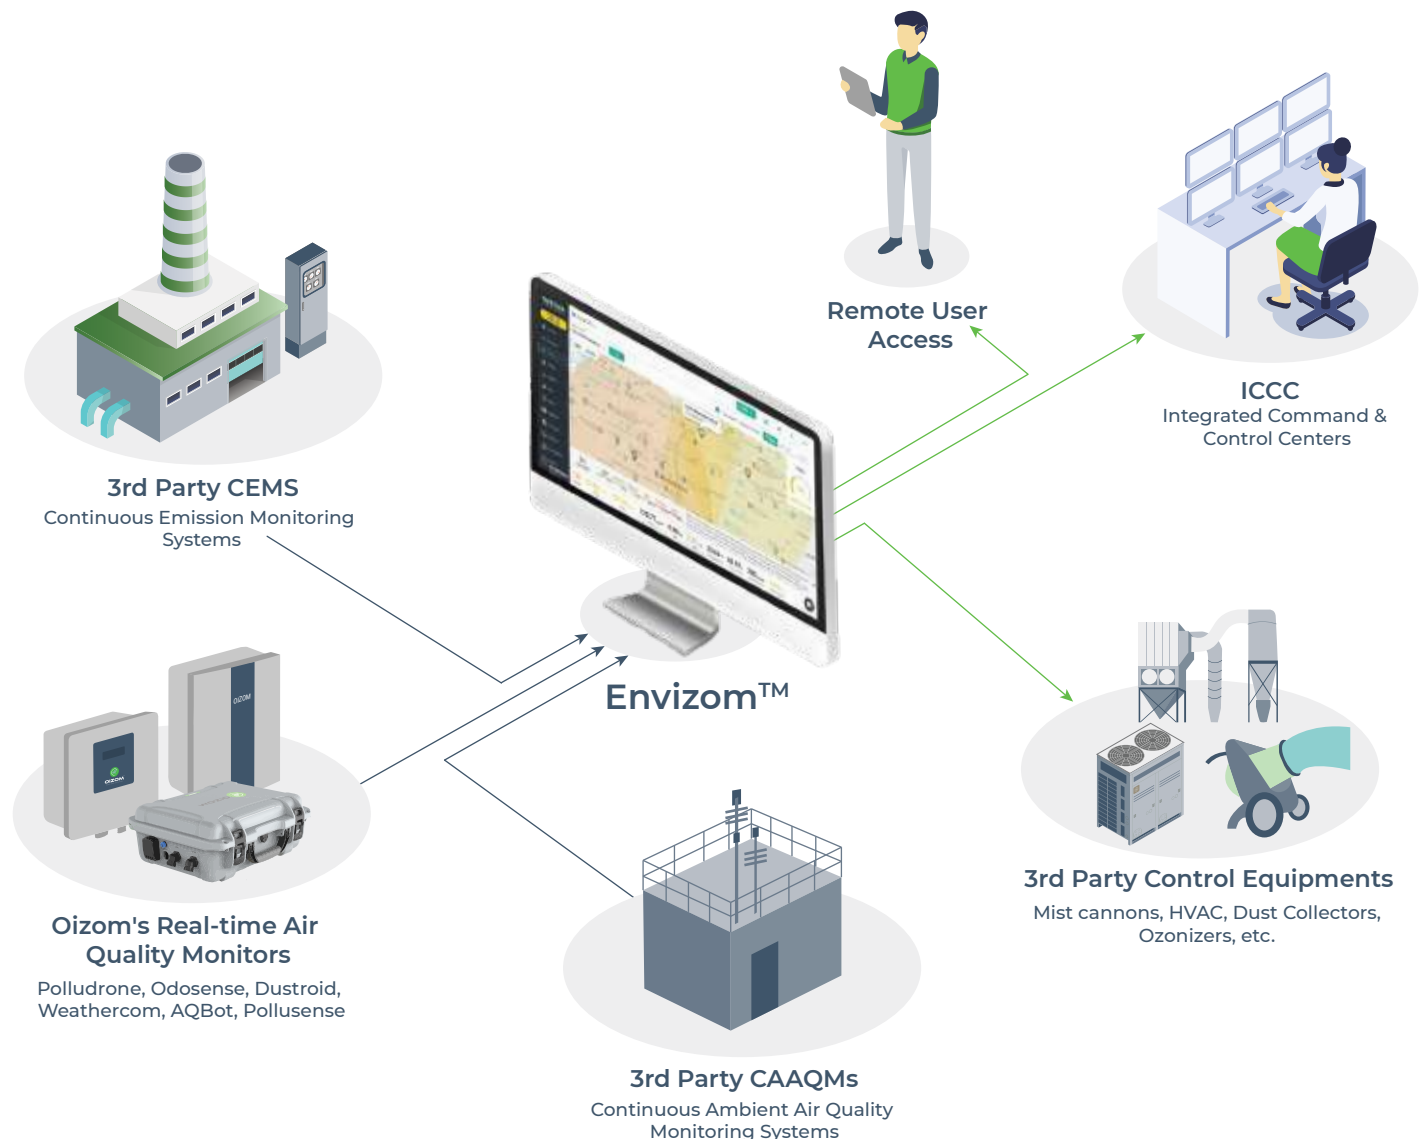 Remote User
Access
ICCC
Integrated Command &
Control Centers
3rd Party CEMS
Continuous Emission Monitoring
Systems
Envizom™
OIZOM
OIZOM
3rd Party Control Equipments
Mist cannons, HVAC, Dust Collectors,
Ozonizers, etc.
Oizom's Real-time Air
Quality Monitors
Polludrone, Odosense, Dustroid,
Weathercom, AQBot, Pollusense
3rd Party CAAQMs
Continuous Ambient Air Quality
Monitoring Systems